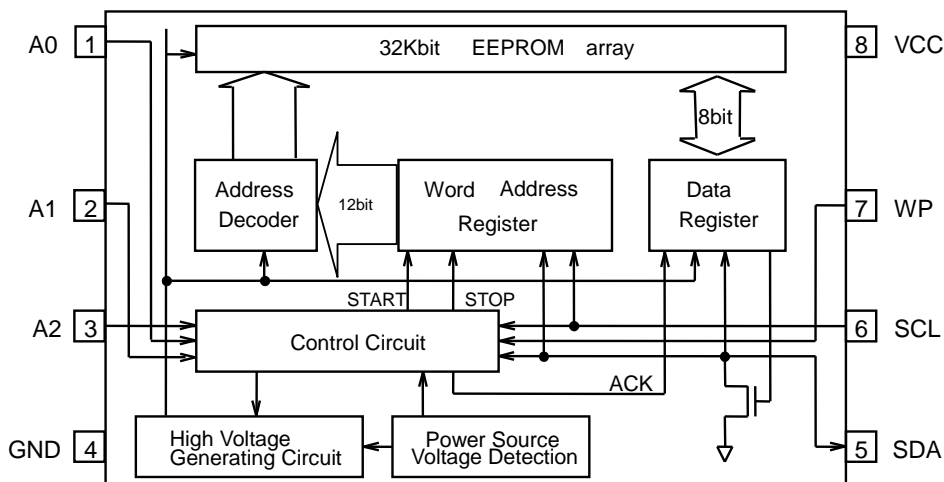 A0 1
32Kbit EEPROM array
8 VCC
8bit
A1 2
Address
Decoder
12bit
Word Address
Register
Data
Register
7 WP
START
STOP
A2 3
Control Circuit
6 SCL
ACK
GND 4
High Voltage
Generating Circuit
Power Source
Voltage Detection
5 SDA